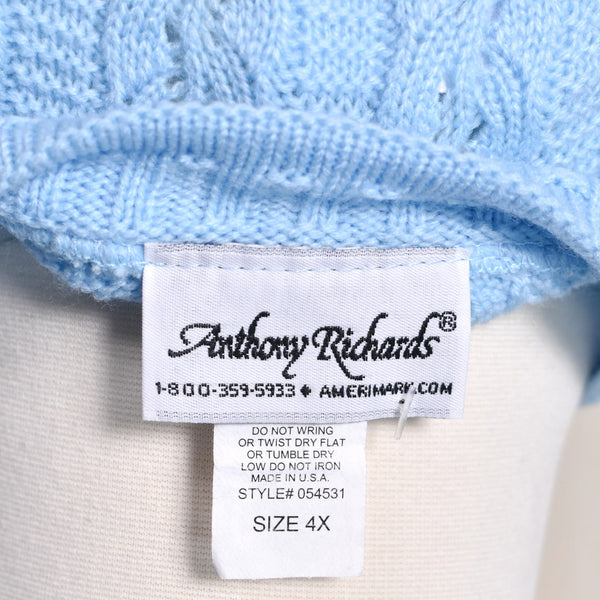 Anthony Richards®
1-800-359-5933 ♦ AMERIMARK.COM
DO NOT WRING
OR TWIST DRY FLAT
OR TUMBLE DRY
LOW DO NOT IRON
MADE IN U.S.A.
STYLE# 054531
SIZE 4X